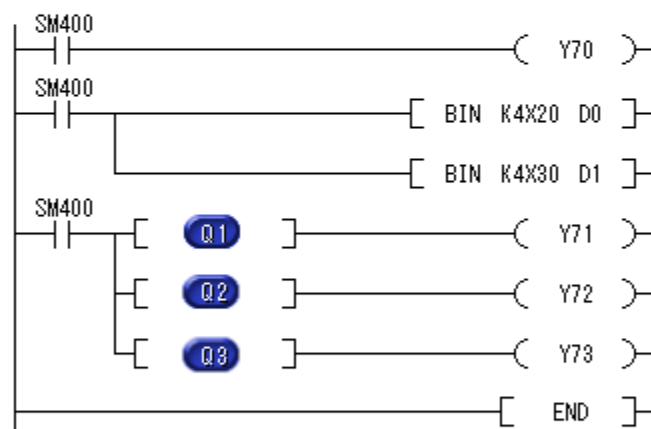 SM400
Y70
SM400
BIN K4X20 D0
BIN K4X30 D1
SM400
Q1 Y71
Q2 Y72
Q3 Y73
END